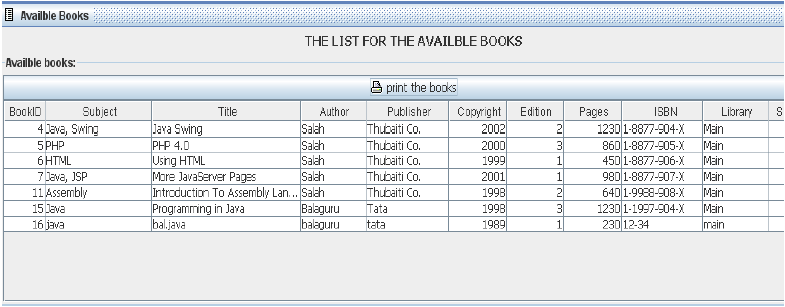 Availble Books
THE LIST FOR THE AVAILBLE BOOKS
Availble books:
print the books
BookID Subject Title Author Publisher Copyright Edition Pages ISBN Library S
4 Java, Swing Java Swing Salah Thubaiti Co. 2002 2 1230 1-8877-904-X Main
5 PHP PHP 4.0 Salah Thubaiti Co. 2000 3 860 1-8877-905-X Main
6 HTML Using HTML Salah Thubaiti Co. 1999 1 450 1-8877-906-X Main
7 Java, JSP More JavaServer Pages Salah Thubaiti Co. 2001 1 980 1-8877-907-X Main
11 Assembly Introduction To Assembly Lan... Salah Thubaiti Co. 1998 2 640 1-9988-908-X Main
15 Java Programming in Java Balaguru Tata 1998 3 1230 1-1997-904-X Main
16 java bal.java balaguru tata 1989 1 230 12-34 main